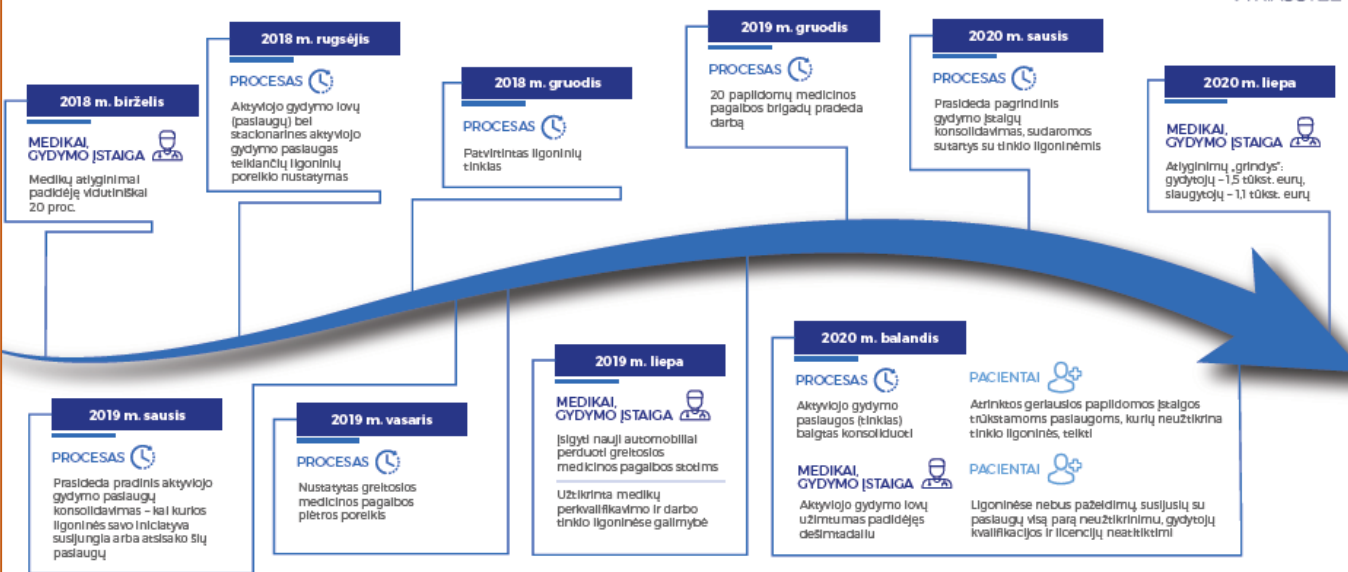 2018 m. birželis
MEDIKAI,
GYDYMO ĮSTAIGA
Medikų atlyginimai
padidėję vidutiniškai
20 proc.
2018 m. rugsėjis
PROCESAS
Aktyviojo gydymo lovų
(paslaugų) bei
stacionarines aktyviojo
gydymo paslaugas
teikiančių ligoninių
poreikio nustatymas
2018 m. gruodis
PROCESAS
Patvirtintas ligoninių
tinklas
2019 m. gruodis
PROCESAS
20 papildomų medicinos
pagalbos brigadų pradeda
darbą
2020 m. sausis
PROCESAS
Prasideda pagrindinis
gydymo įstaigų
konsolidavimas, sudaromos
sutartys su tinklo ligoninėmis
2020 m. liepa
MEDIKAI,
GYDYMO ĮSTAIGA
Atlyginimų „grindys“:
gydytojų – 1,5 tūkst. eurų,
slaugytojų – 1,1 tūkst. eurų
2019 m. sausis
PROCESAS
Prasideda pradinis aktyviojo
gydymo paslaugų
konsolidavimas – kai kurios
ligoninės savo iniciatyva
susijungia arba atsisako šių
paslaugų
2019 m. vasaris
PROCESAS
Nustatytas greitosios
medicinos pagalbos
plėtros poreikis
2019 m. liepa
MEDIKAI,
GYDYMO ĮSTAIGA
Įsigyti nauji automobiliai
perduoti greitosios
medicinos pagalbos stotims
Užtikrinta medikų
perkvalifikavimo ir darbo
tinklo ligoninėse galimybė
2020 m. balandis
PROCESAS
Aktyviojo gydymo
paslaugos (tinklas)
baigtas konsoliduoti
PACIENTAI
Atrinktos geriausios papildomos įstaigos
trūkstamoms paslaugoms, kurių neužtikrina
tinklo ligoninės, teikti
MEDIKAI,
GYDYMO ĮSTAIGA
Aktyviojo gydymo lovų
užimtumas padidėjęs
dešimtadaliu
PACIENTAI
Ligoninėse nebus pažeidimų, susijusių su
paslaugų visą parą neužtikrinimu, gydytojų
kvalifikacijos ir licencijų neatitiktimi